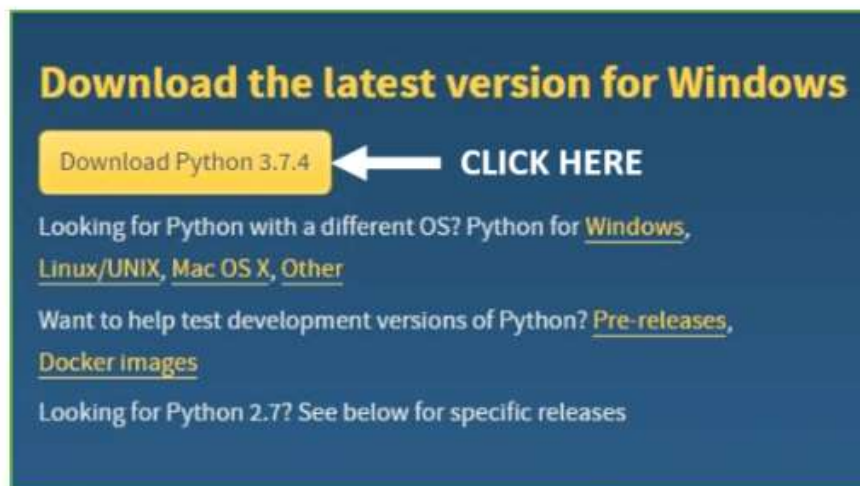 Download the latest version for Windows
Download Python 3.7.4 CLICK HERE
Looking for Python with a different OS? Python for Windows,
Linux/UNIX, Mac OS X, Other
Want to help test development versions of Python? Pre-releases,
Docker images
Looking for Python 2.7? See below for specific releases